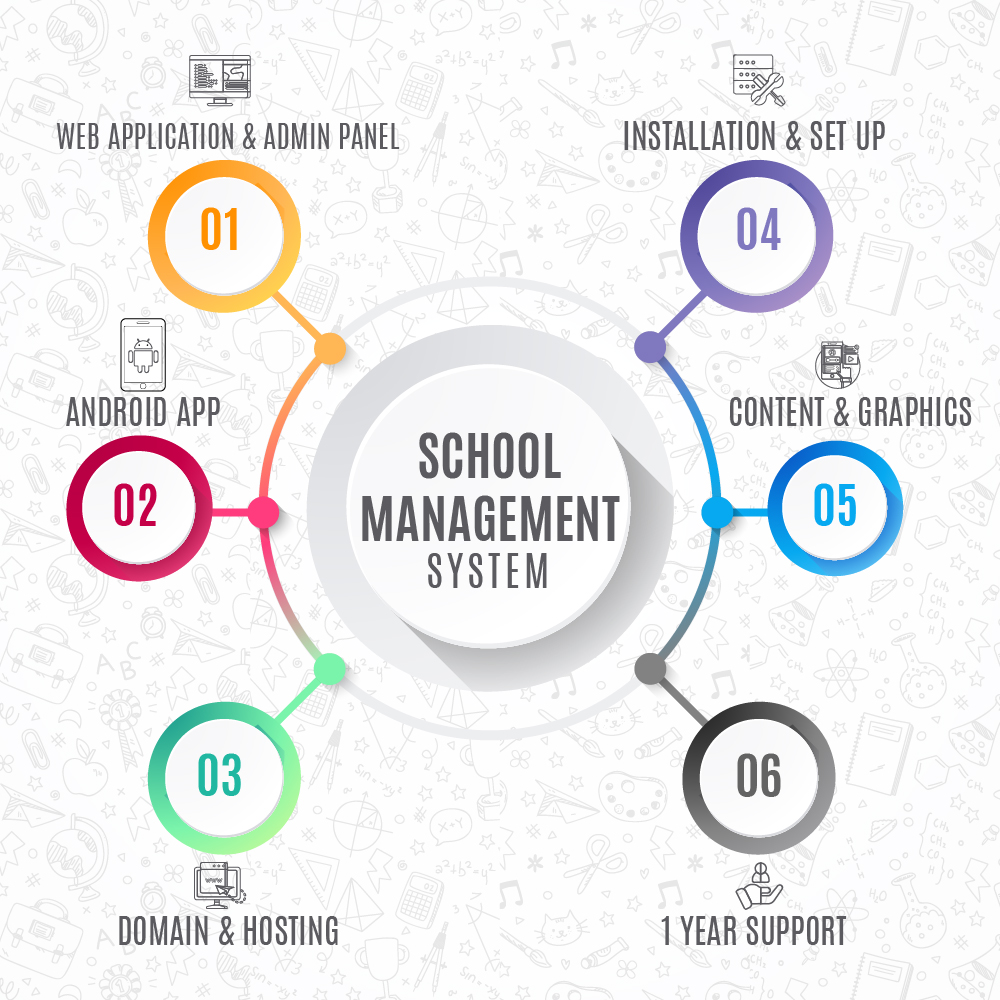 WEB APPLICATION & ADMIN PANEL
01
ANDROID APP
02
03
DOMAIN & HOSTING
SCHOOL
MANAGEMENT
SYSTEM
INSTALLATION & SET UP
04
CONTENT & GRAPHICS
05
06
1 YEAR SUPPORT
WWW